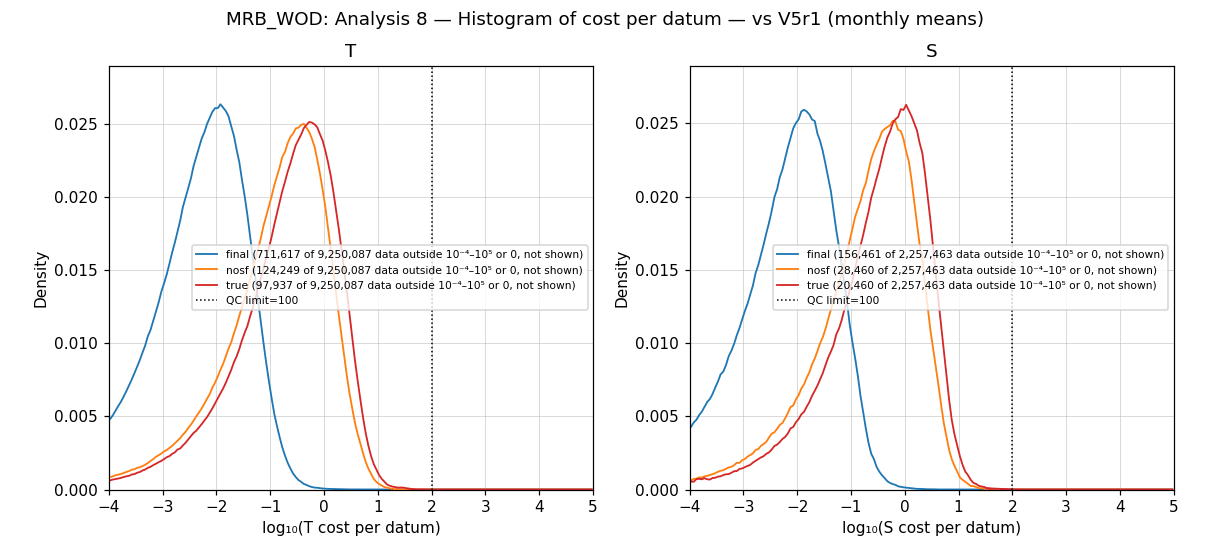 MRB_WOD: Analysis 8 — Histogram of cost per datum — vs V5r1 (monthly means)
T
Density
0.025
0.020
0.015
0.010
0.005
0.000
final (711,617 of 9,250,087 data outside 10⁻⁴–10⁵ or 0, not shown)
nosf (124,249 of 9,250,087 data outside 10⁻⁴–10⁵ or 0, not shown)
true (97,937 of 9,250,087 data outside 10⁻⁴–10⁵ or 0, not shown)
QC limit=100
−4 −3 −2 −1 0 1 2 3 4 5
log₁₀(T cost per datum)
S
Density
0.025
0.020
0.015
0.010
0.005
0.000
final (156,461 of 2,257,463 data outside 10⁻⁴–10⁵ or 0, not shown)
nosf (28,460 of 2,257,463 data outside 10⁻⁴–10⁵ or 0, not shown)
true (20,460 of 2,257,463 data outside 10⁻⁴–10⁵ or 0, not shown)
QC limit=100
−4 −3 −2 −1 0 1 2 3 4 5
log₁₀(S cost per datum)